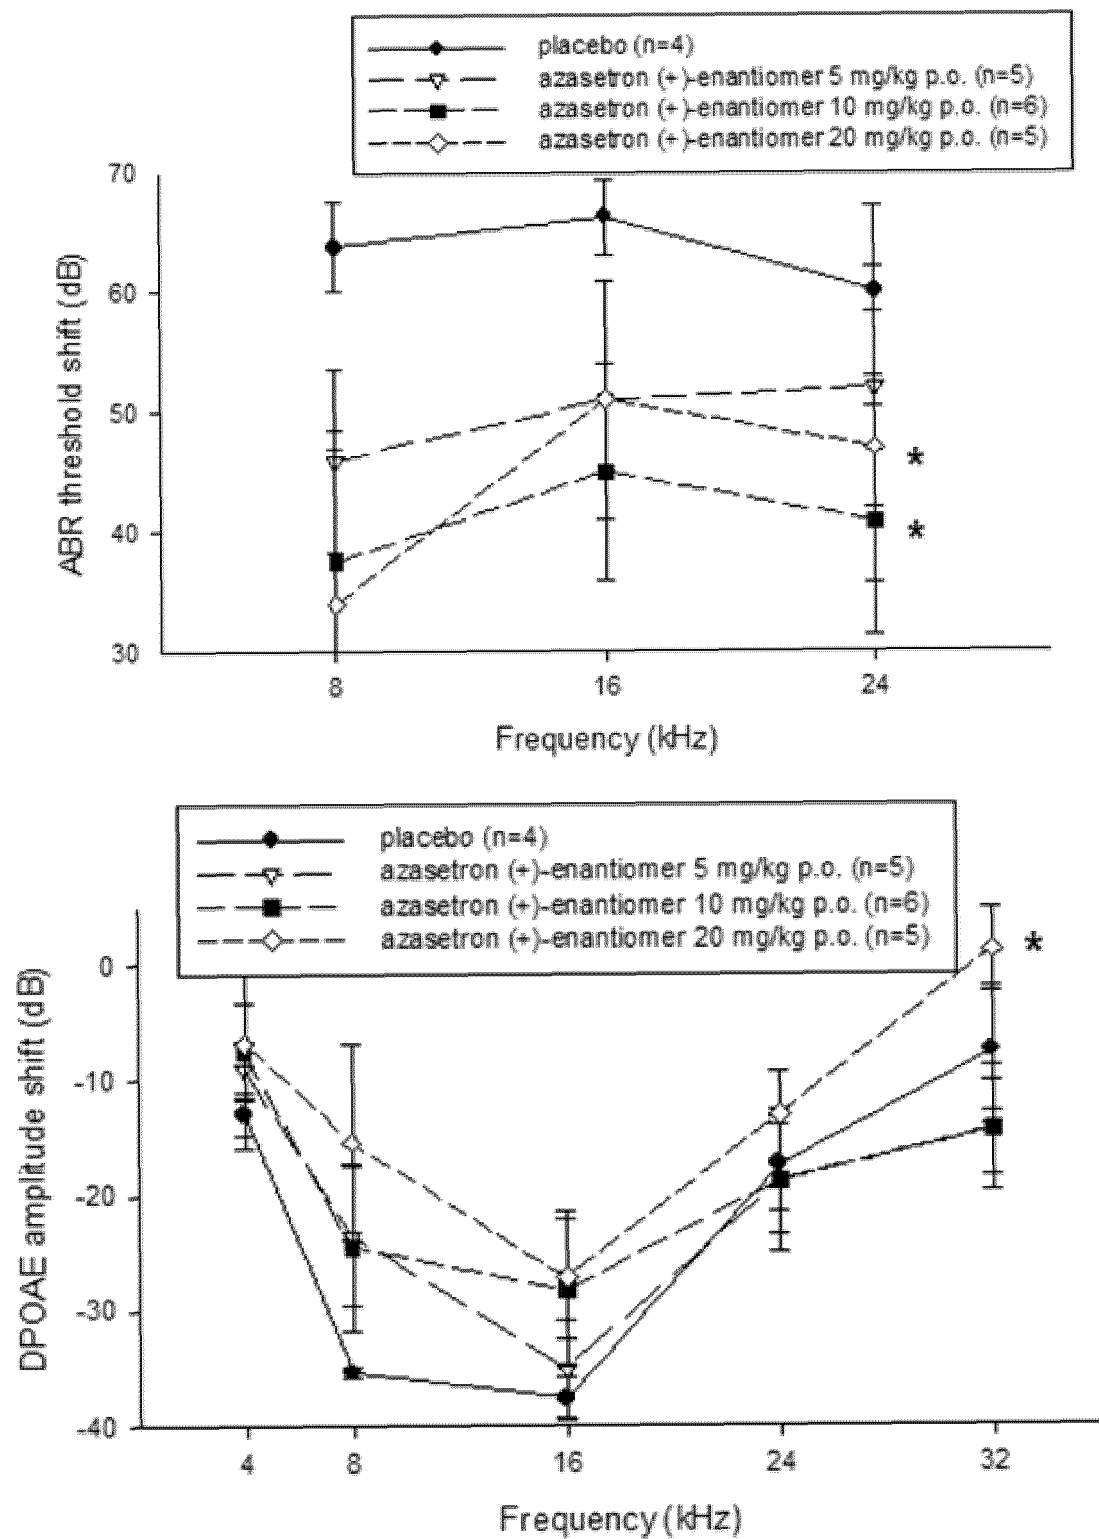 placebo (n=4)
azasetron (+)-enantiomer 5 mg/kg p.o. (n=5)
azasetron (+)-enantiomer 10 mg/kg p.o. (n=6)
azasetron (+)-enantiomer 20 mg/kg p.o. (n=5)
70
60
50
40
30
ABR threshold shift (dB)
*
*
8 16 24
Frequency (kHz)
placebo (n=4)
azasetron (+)-enantiomer 5 mg/kg p.o. (n=5)
azasetron (+)-enantiomer 10 mg/kg p.o. (n=6)
azasetron (+)-enantiomer 20 mg/kg p.o. (n=5)
*
0
-10
-20
-30
-40
DPOAE amplitude shift (dB)
4 8 16 24 32
Frequency (kHz)